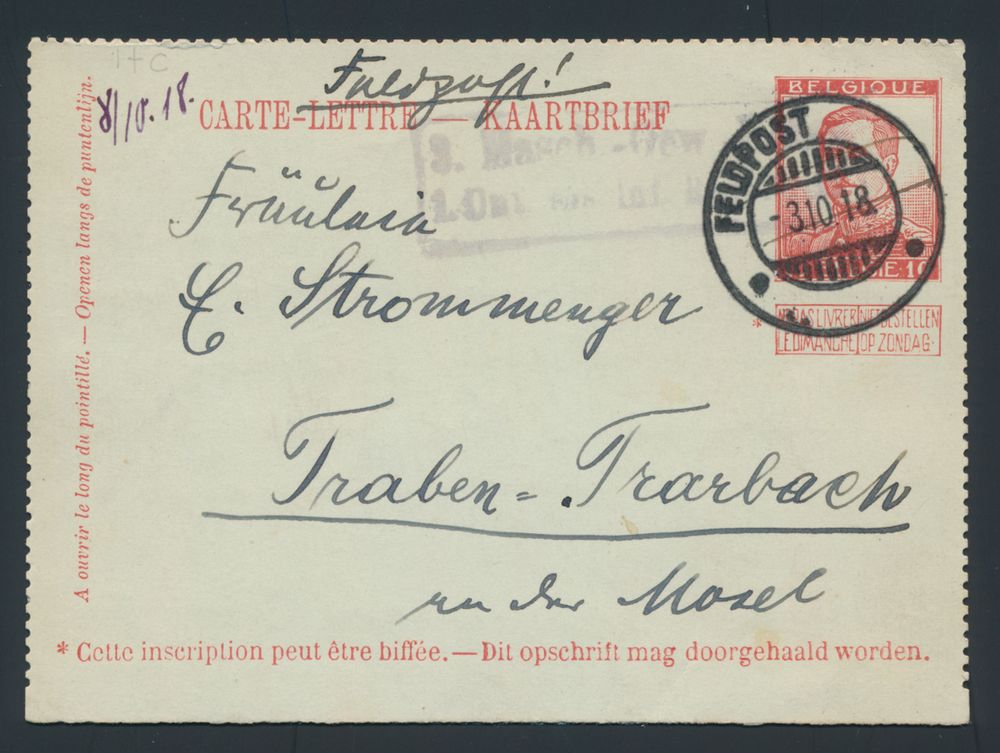 Feldpost!
8/10.18.
CARTE-LETTRE — KAARTBRIEF
BELGIQUE
FELDPOST
-3.10.18.
3.
Fräulein
E. Strommenger
NE PAS LIVRER NIET BESTELLEN
LE DIMANCHE OP ZONDAG.
Traben-Trarbach
an der Mosel
* Cette inscription peut être biffée. — Dit opschrift mag doorgehaald worden.
A ouvrir le long du pointillé. — Openen langs de puntenlijn.